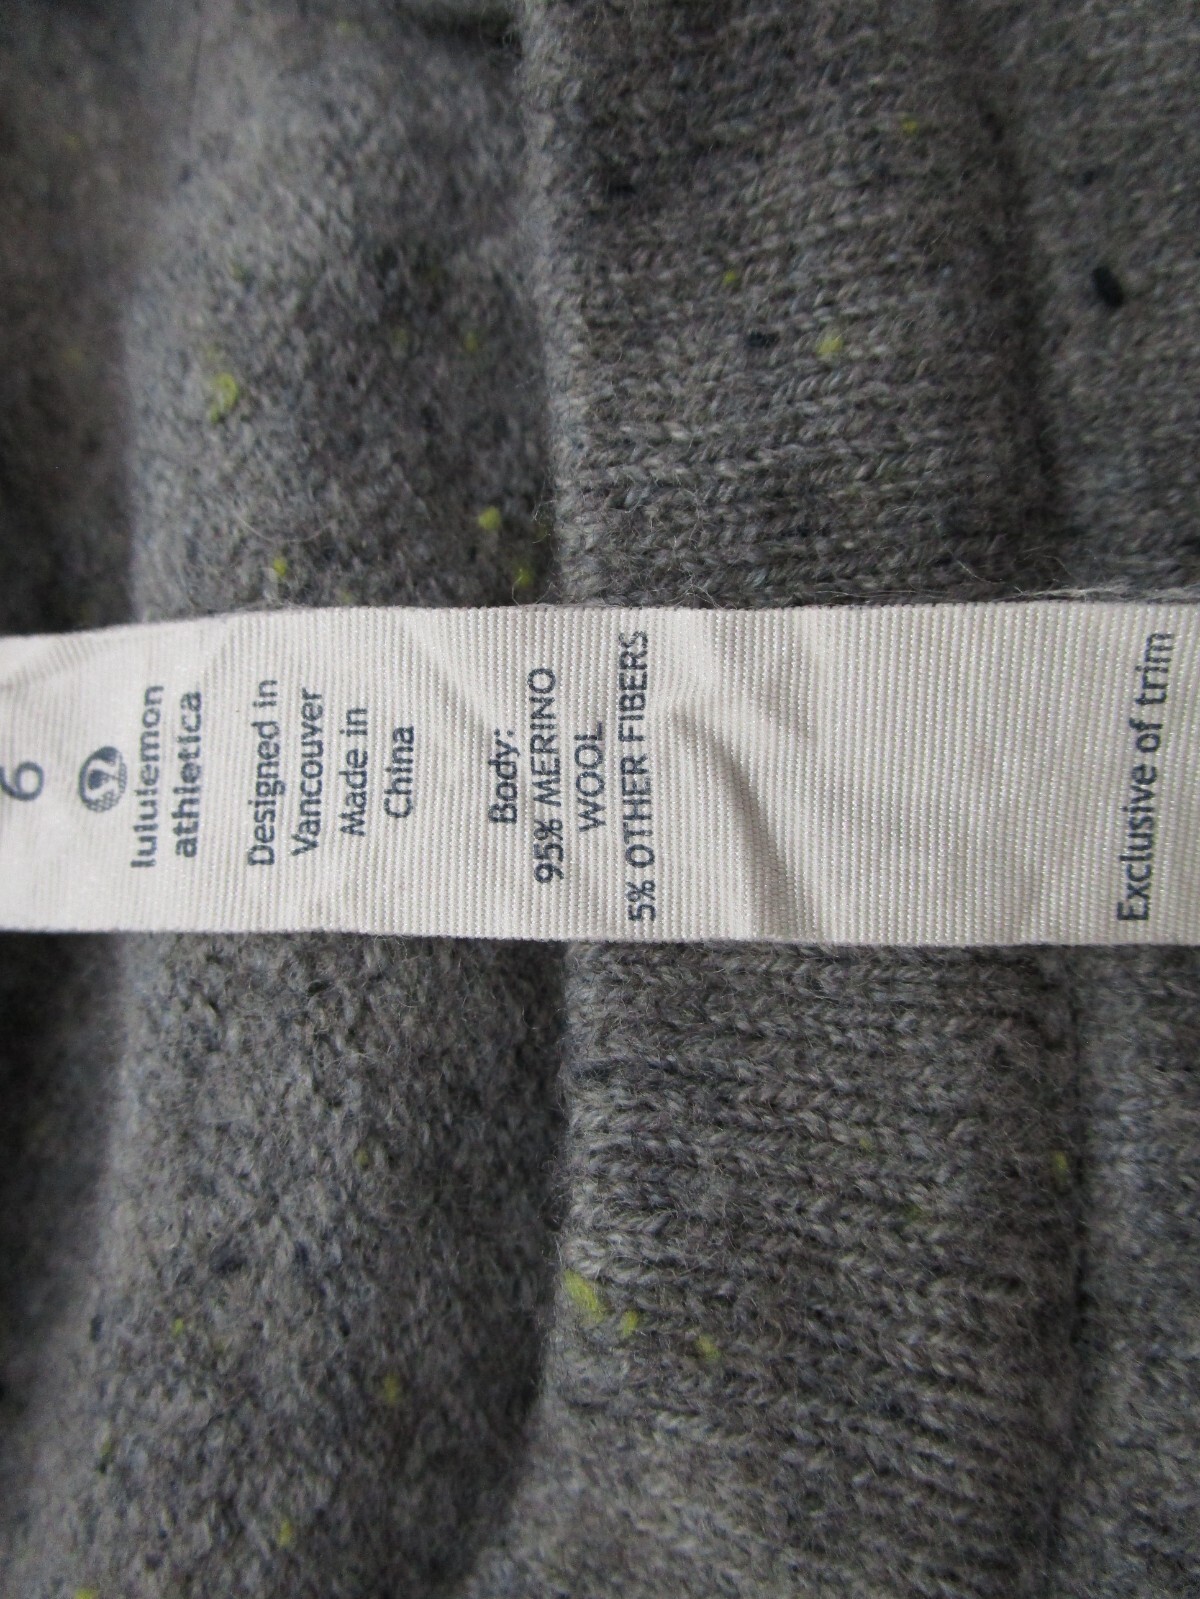 6
lululemon
athletica
Designed in
Vancouver
Made in
China
Body:
95% MERINO
WOOL
5% OTHER FIBERS
Exclusive of trim